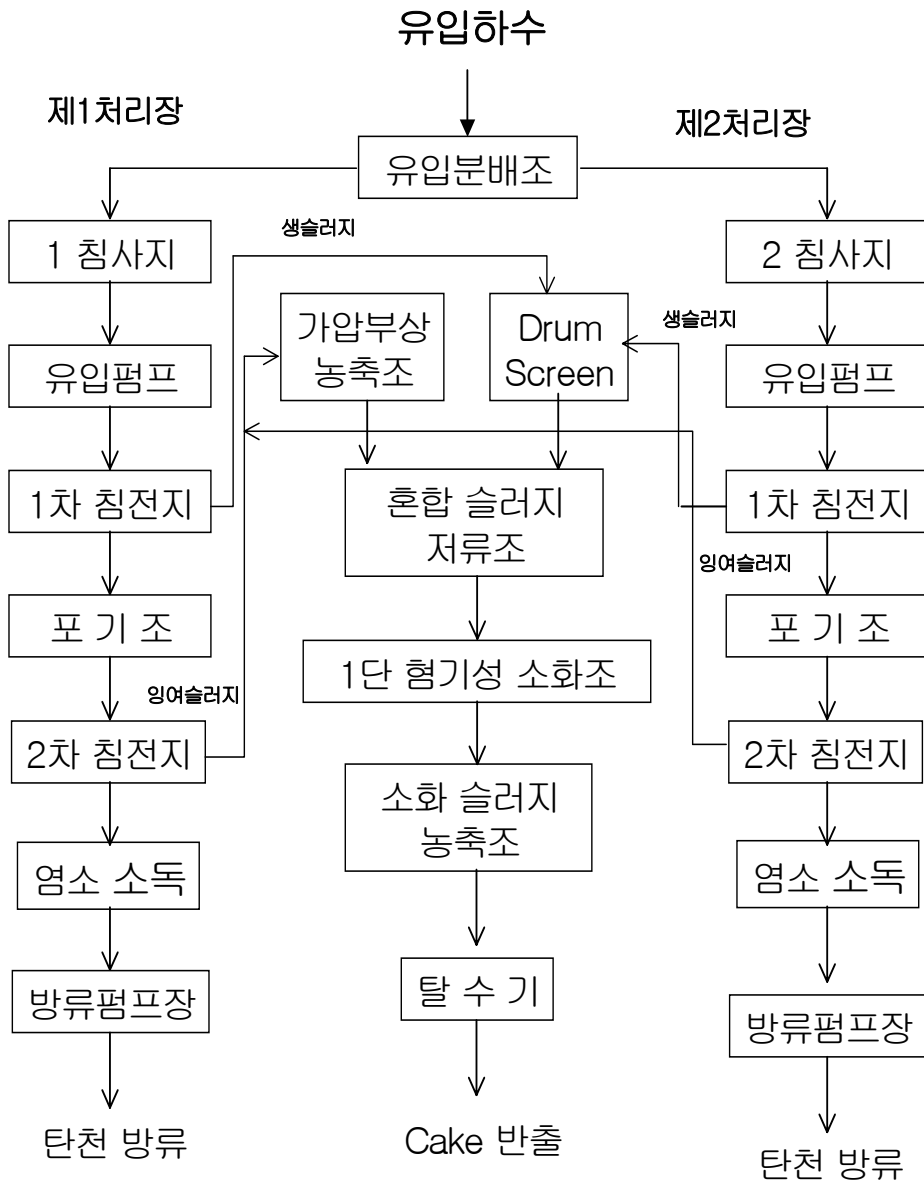 유입하수
제1처리장
제2처리장
유입분배조
1 침사지
생슬러지
2 침사지
가압부상
농축조
Drum
Screen
생슬러지
유입펌프
유입펌프
1차 침전지
혼합 슬러지
저류조
1차 침전지
잉여슬러지
포 기 조
포 기 조
1단 혐기성 소화조
잉여슬러지
2차 침전지
2차 침전지
소화 슬러지
농축조
염소 소독
염소 소독
방류펌프장
탈 수 기
방류펌프장
탄천 방류
Cake 반출
탄천 방류